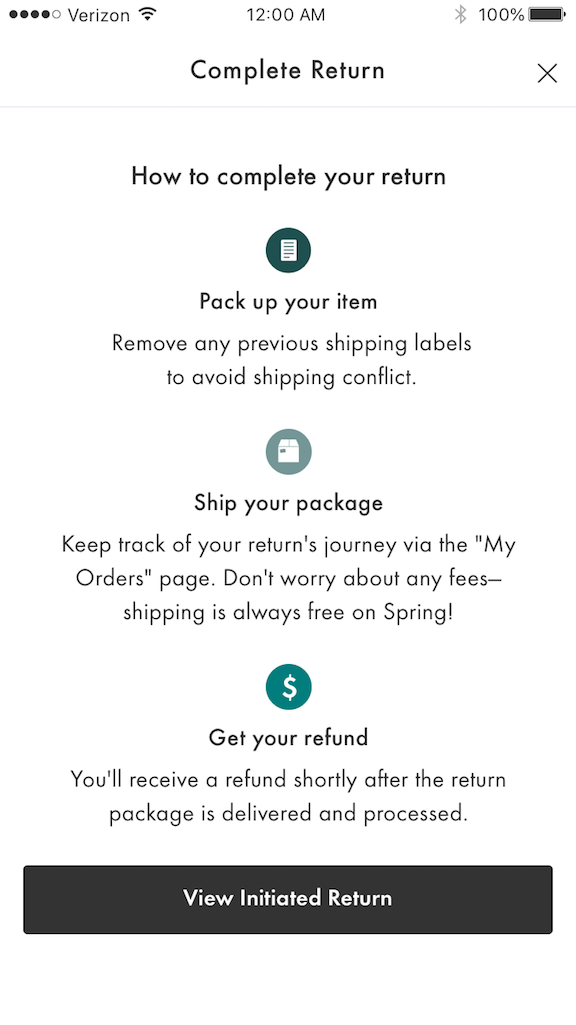 Verizon 12:00 AM 100%
Complete Return
How to complete your return
Pack up your item
Remove any previous shipping labels
to avoid shipping conflict.
Ship your package
Keep track of your return's journey via the "My
Orders" page. Don't worry about any fees—
shipping is always free on Spring!
$
Get your refund
You'll receive a refund shortly after the return
package is delivered and processed.
View Initiated Return